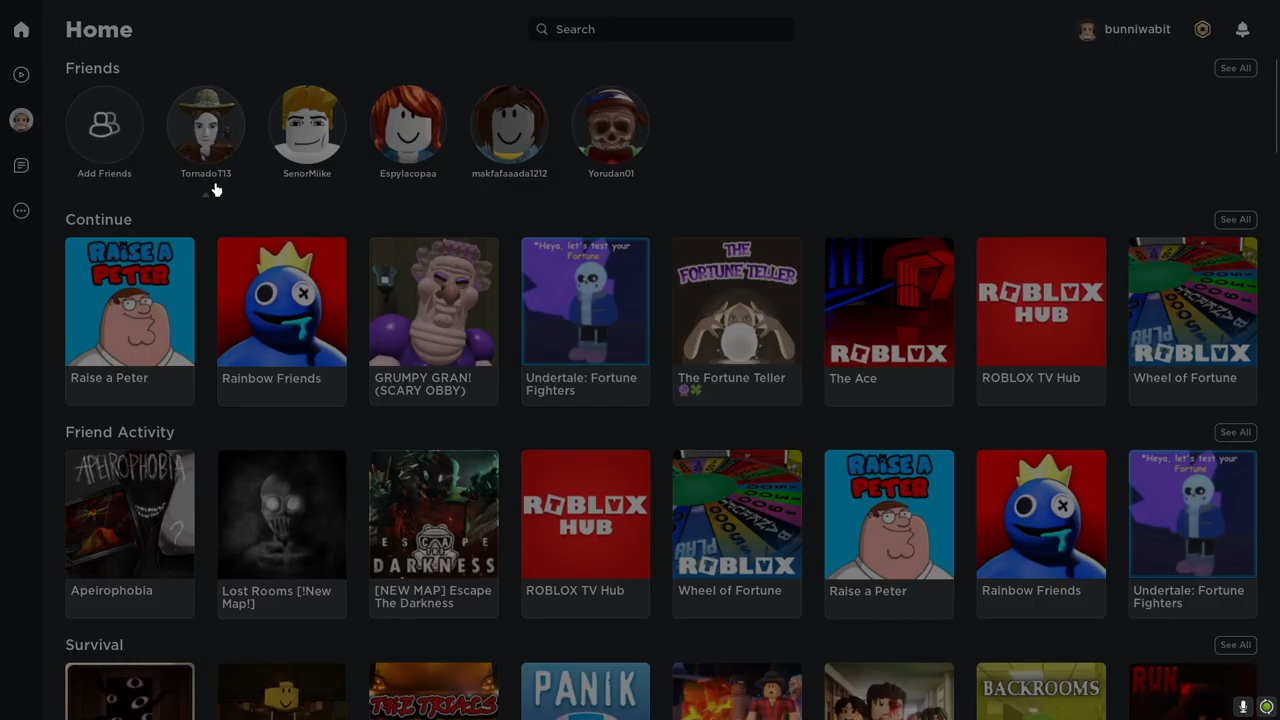 Home
Search
bunniwabit
Friends
See All
Add Friends
TornadoT13
SenorMiike
Espylacopaa
makfafaaada1212
Yorudan01
Continue
See All
RAISE A
PETER
*Heya, let's test your
Fortune
THE
FORTUNE TELLER
ROBLOX
ROBLOX
HUB
PLAY
ROBLOX
Raise a Peter
Rainbow Friends
GRUMPY GRAN!
(SCARY OBBY)
Undertale: Fortune
Fighters
The Fortune Teller
🔮🍀
The Ace
ROBLOX TV Hub
Wheel of Fortune
Friend Activity
See All
APEIROPHOBIA
ESCAPE
THE
DARKNESS
ROBLOX
HUB
PLAY
ROBLOX
RAISE A
PETER
*Heya, let's test your
Fortune
Apeirophobia
Lost Rooms [!New
Map!]
[NEW MAP] Escape
The Darkness
ROBLOX TV Hub
Wheel of Fortune
Raise a Peter
Rainbow Friends
Undertale: Fortune
Fighters
Survival
See All
THE TRIALS
PANIK
BACKROOMS
RUN